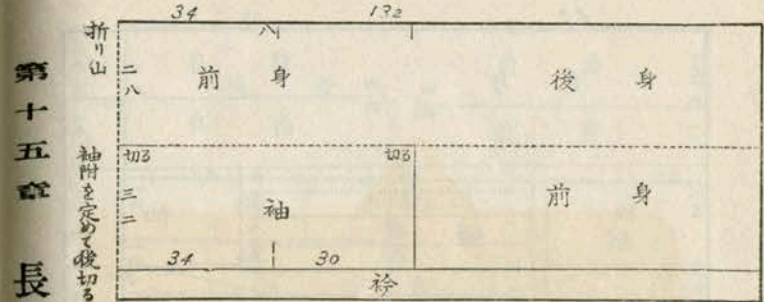 第十五章　長
34　八　132
折り山
二八
前身
後身
切る
切る
袖附を定めて後切る
三二
袖
前身
34　30
衿